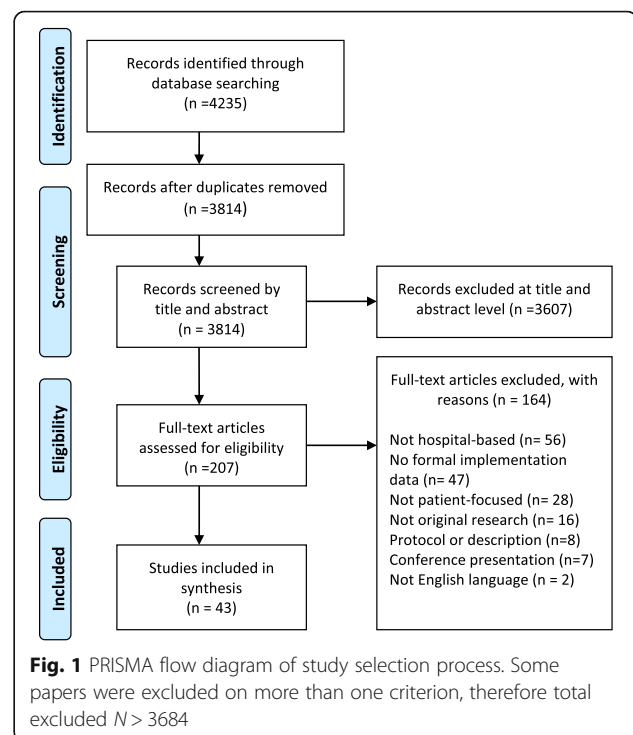 Identification
Records identified through
database searching
(n =4235)
Records after duplicates removed
(n =3814)
Screening
Records screened by
title and abstract
(n = 3814)
Records excluded at title and
abstract level (n =3607)
Eligibility
Full-text articles
assessed for eligibility
(n =207)
Full-text articles excluded, with
reasons (n = 164)
Not hospital-based (n= 56)
No formal implementation
data (n= 47)
Not patient-focused (n= 28)
Not original research (n= 16)
Protocol or description (n=8)
Conference presentation (n=7)
Not English language (n = 2)
Included
Studies included in
synthesis
(n = 43)
Fig. 1 PRISMA flow diagram of study selection process. Some
papers were excluded on more than one criterion, therefore total
excluded N > 3684